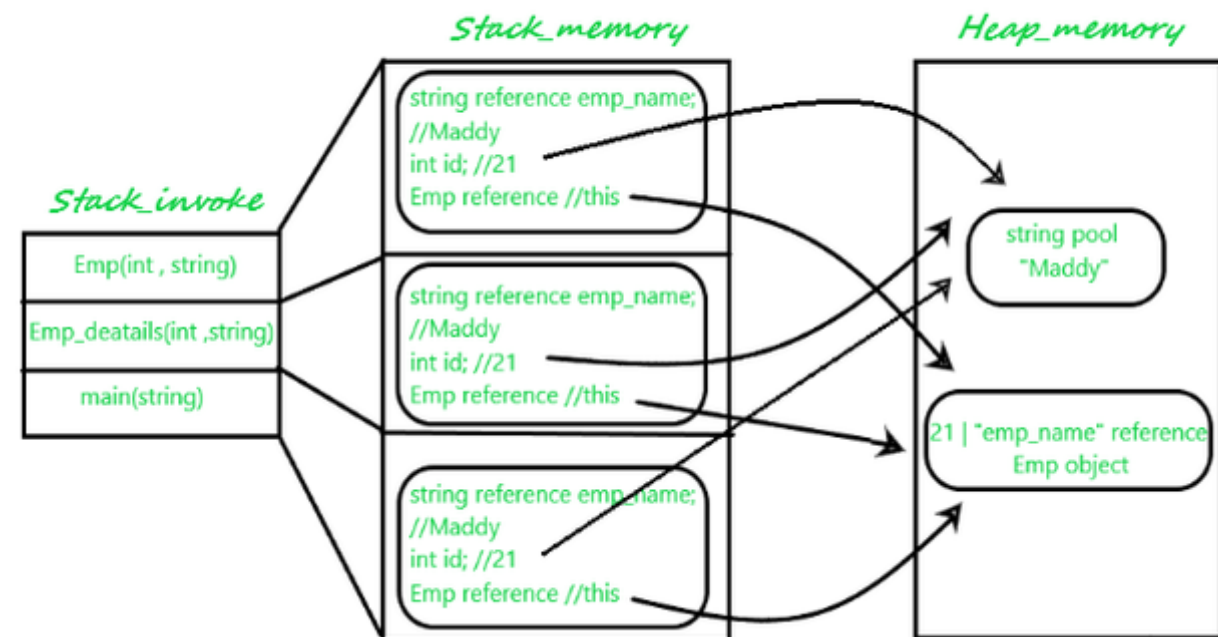 Stack_memory
Heap_memory
Stack_invoke
Emp(int , string)
Emp_deatails(int ,string)
main(string)
string reference emp_name;
//Maddy
int id; //21
Emp reference //this
string reference emp_name;
//Maddy
int id; //21
Emp reference //this
string reference emp_name;
//Maddy
int id; //21
Emp reference //this
string pool
"Maddy"
21 | "emp_name" reference
Emp object